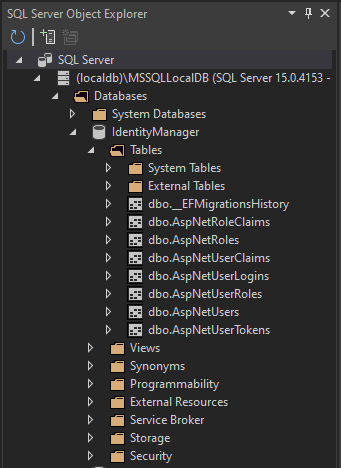 SQL Server Object Explorer
SQL Server
(localdb)\MSSQLLocalDB (SQL Server 15.0.4153 -
Databases
System Databases
IdentityManager
Tables
System Tables
External Tables
dbo.__EFMigrationsHistory
dbo.AspNetRoleClaims
dbo.AspNetRoles
dbo.AspNetUserClaims
dbo.AspNetUserLogins
dbo.AspNetUserRoles
dbo.AspNetUsers
dbo.AspNetUserTokens
Views
Synonyms
Programmability
External Resources
Service Broker
Storage
Security